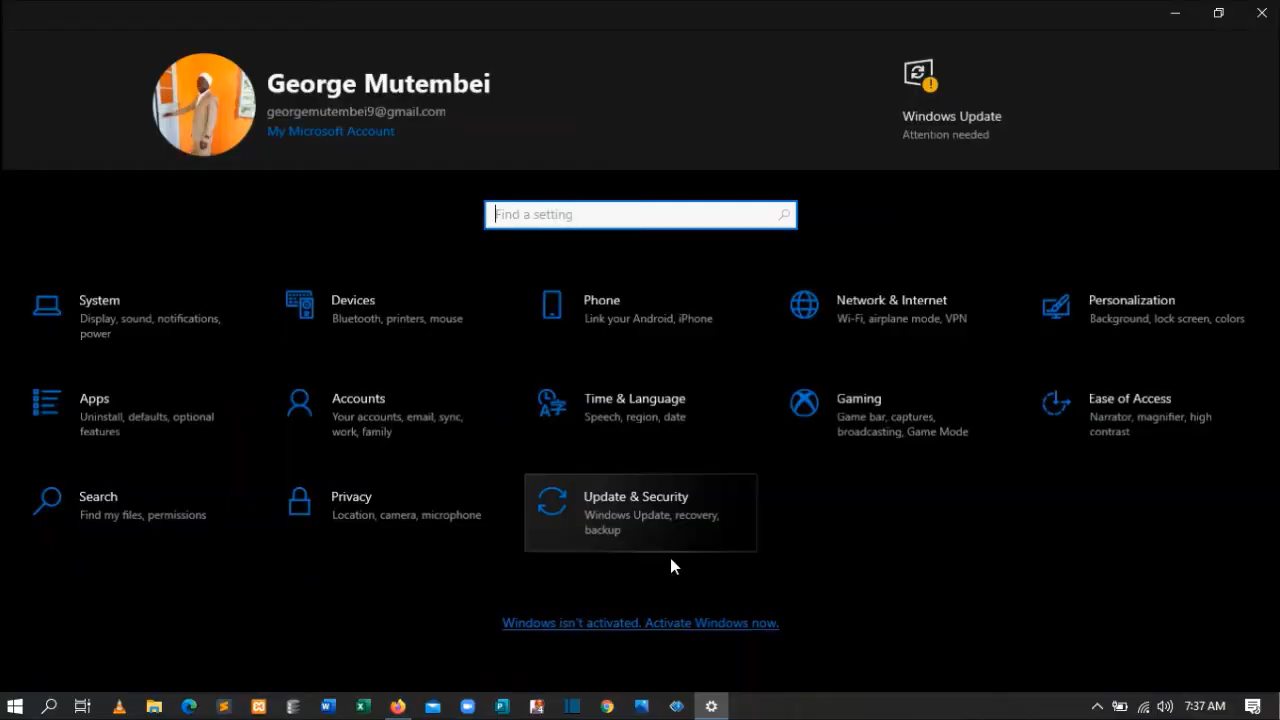 George Mutembei
georgemutembei9@gmail.com
My Microsoft Account
Windows Update
Attention needed
Find a setting
System
Display, sound, notifications,
power
Devices
Bluetooth, printers, mouse
Phone
Link your Android, iPhone
Network & Internet
Wi-Fi, airplane mode, VPN
Personalization
Background, lock screen, colors
Apps
Uninstall, defaults, optional
features
Accounts
Your accounts, email, sync,
work, family
Time & Language
Speech, region, date
Gaming
Game bar, captures,
broadcasting, Game Mode
Ease of Access
Narrator, magnifier, high
contrast
Search
Find my files, permissions
Privacy
Location, camera, microphone
Update & Security
Windows Update, recovery,
backup
Windows isn't activated. Activate Windows now.
7:37 AM